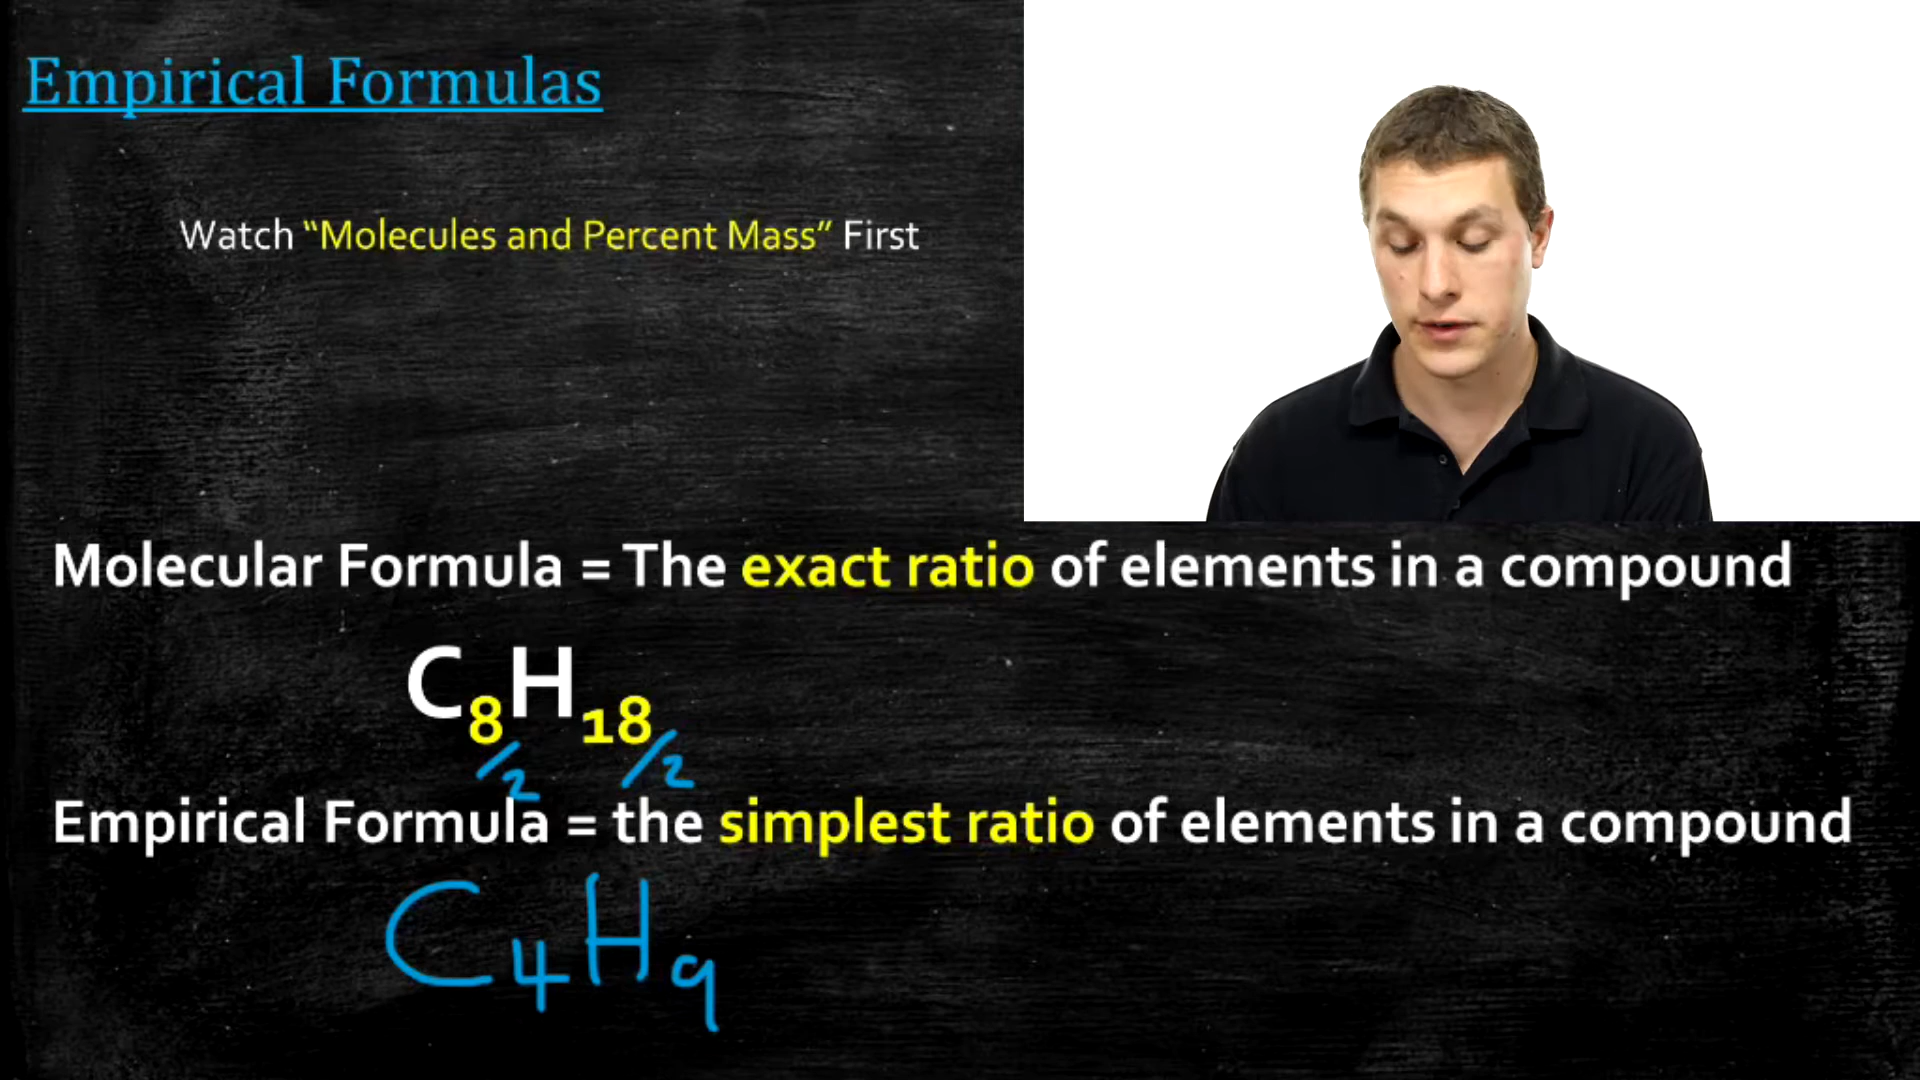 Empirical Formulas
Watch “Molecules and Percent Mass” First
Molecular Formula = The exact ratio of elements in a compound
C₈H₁₈
/2 /2
Empirical Formula = the simplest ratio of elements in a compound
C₄H₉